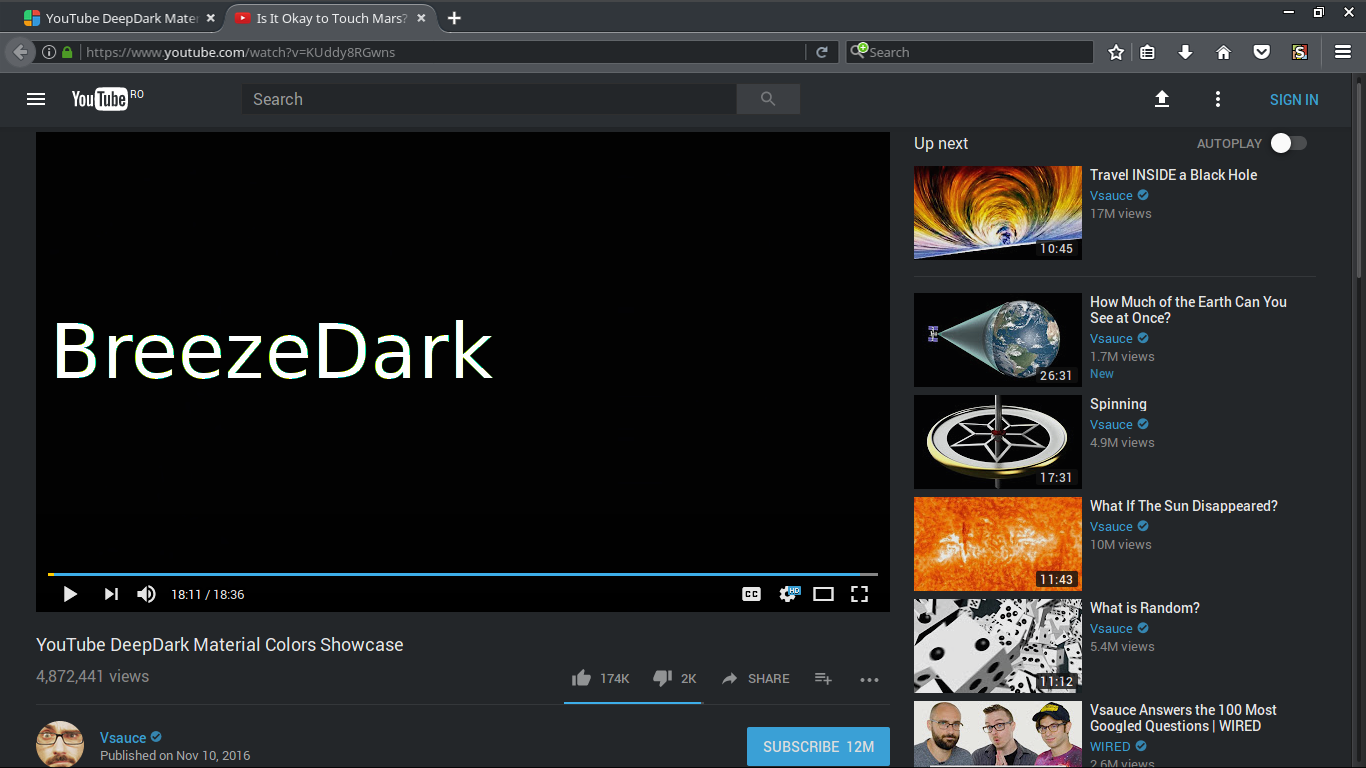 YouTube DeepDark Mater
Is It Okay to Touch Mars?
https://www.youtube.com/watch?v=KUddy8RGwns
Search
YouTube RO
Search
SIGN IN
BreezeDark
18:11 / 18:36
CC
HD
YouTube DeepDark Material Colors Showcase
4,872,441 views
174K
2K
SHARE
Vsauce
Published on Nov 10, 2016
SUBSCRIBE 12M
Up next
AUTOPLAY
10:45
Travel INSIDE a Black Hole
Vsauce
17M views
26:31
How Much of the Earth Can You
See at Once?
Vsauce
1.7M views
New
17:31
Spinning
Vsauce
4.9M views
11:43
What If The Sun Disappeared?
Vsauce
10M views
11:12
What is Random?
Vsauce
5.4M views
Vsauce Answers the 100 Most
Googled Questions | WIRED
WIRED
2.6M views